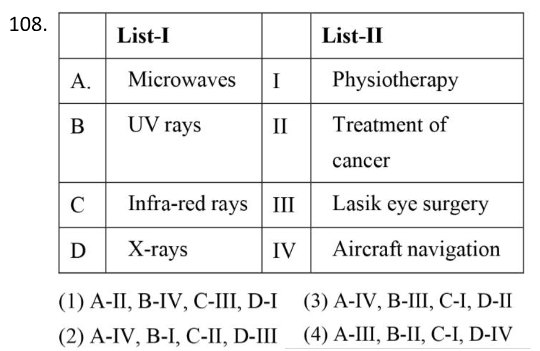 108.
List-I List-II
A. Microwaves I Physiotherapy
B UV rays II Treatment of
cancer
C Infra-red rays III Lasik eye surgery
D X-rays IV Aircraft navigation
(1) A-II, B-IV, C-III, D-I (3) A-IV, B-III, C-I, D-II
(2) A-IV, B-I, C-II, D-III (4) A-III, B-II, C-I, D-IV